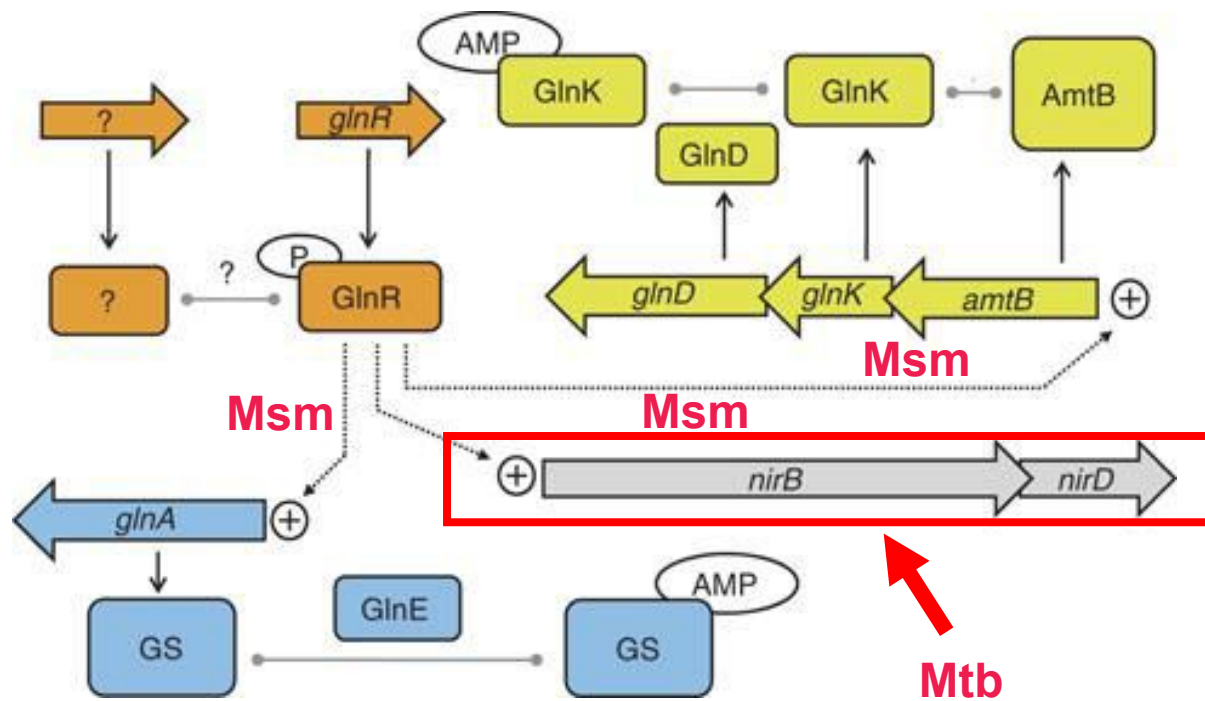 AMP
GlnK
GlnK
AmtB
GlnD
?
glnR
?
P
?
GlnR
glnD
glnK
amtB
+
Msm
Msm
Msm
+
nirB
nirD
glnA
+
Mtb
GS
GlnE
AMP
GS